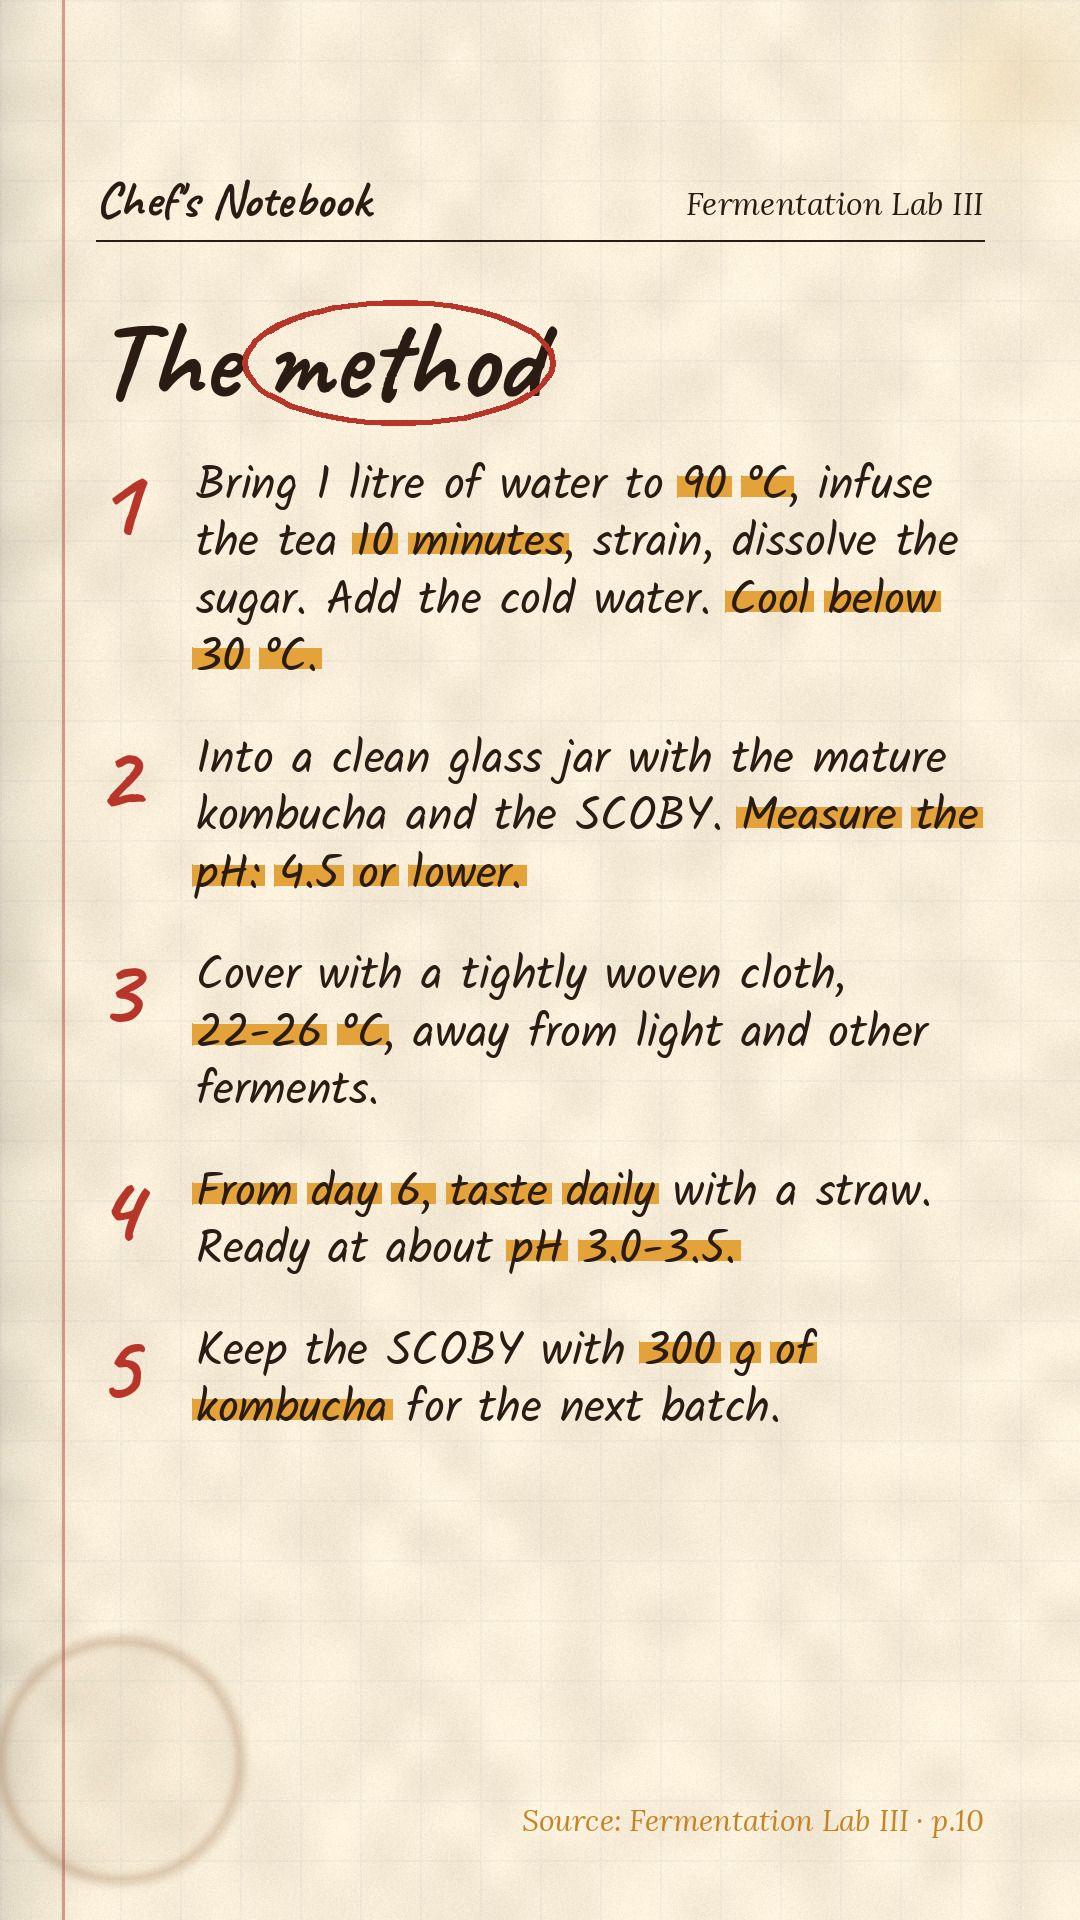 Chef's Notebook
Fermentation Lab III
The method
1
Bring 1 litre of water to 90 °C, infuse
the tea 10 minutes, strain, dissolve the
sugar. Add the cold water. Cool below
30 °C.
2
Into a clean glass jar with the mature
kombucha and the SCOBY. Measure the
pH: 4.5 or lower.
3
Cover with a tightly woven cloth,
22-26 °C, away from light and other
ferments.
4
From day 6, taste daily with a straw.
Ready at about pH 3.0-3.5.
5
Keep the SCOBY with 300 g of
kombucha for the next batch.
Source: Fermentation Lab III · p.10